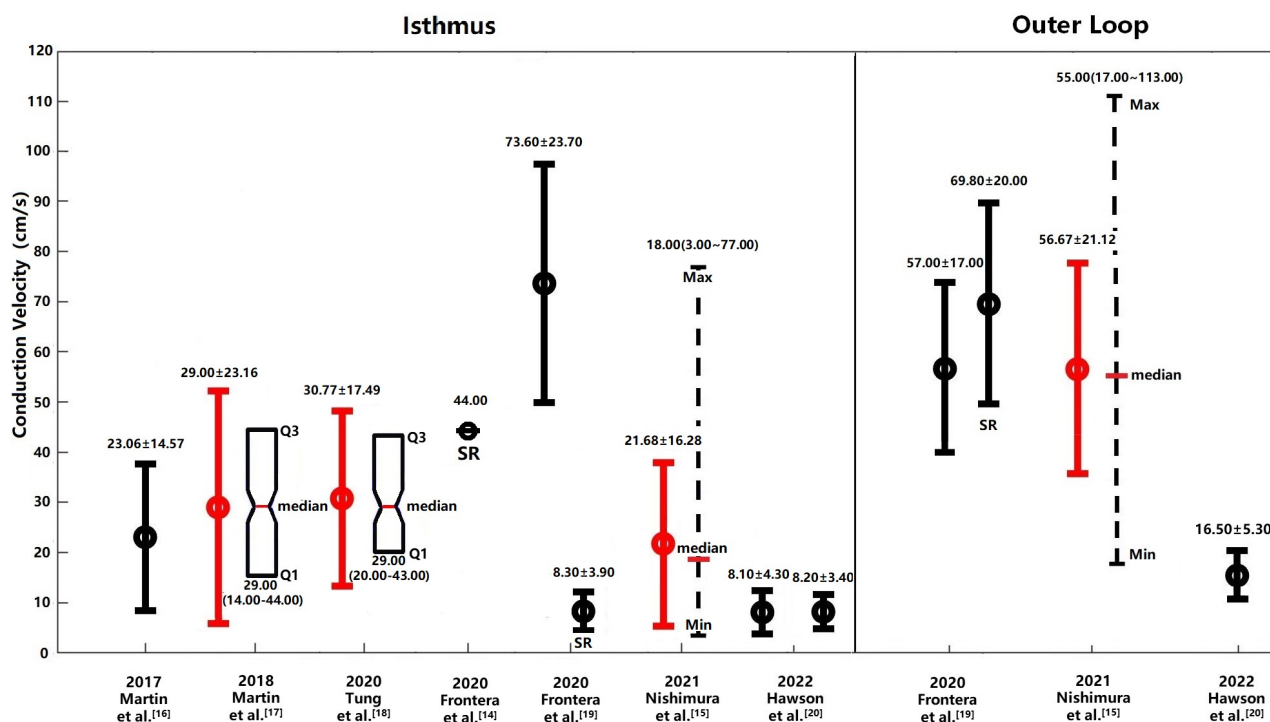 Isthmus
Outer Loop
Conduction Velocity (cm/s)
120
110
100
90
80
70
60
50
40
30
20
10
0
23.06±14.57
29.00±23.16
Q3
median
Q1
29.00
(14.00-44.00)
30.77±17.49
Q3
median
Q1
29.00
(20.00-43.00)
44.00
SR
73.60±23.70
8.30±3.90
SR
18.00(3.00~77.00)
Max
21.68±16.28
median
Min
8.10±4.30
8.20±3.40
57.00±17.00
69.80±20.00
SR
55.00(17.00~113.00)
Max
56.67±21.12
median
Min
16.50±5.30
2017
Martin
et al.[16]
2018
Martin
et al.[17]
2020
Tung
et al.[18]
2020
Frontera
et al.[14]
2020
Frontera
et al.[19]
2021
Nishimura
et al.[15]
2022
Hawson
et al.[20]
2020
Frontera
et al.[19]
2021
Nishimura
et al.[15]
2022
Hawson
et al.[20]